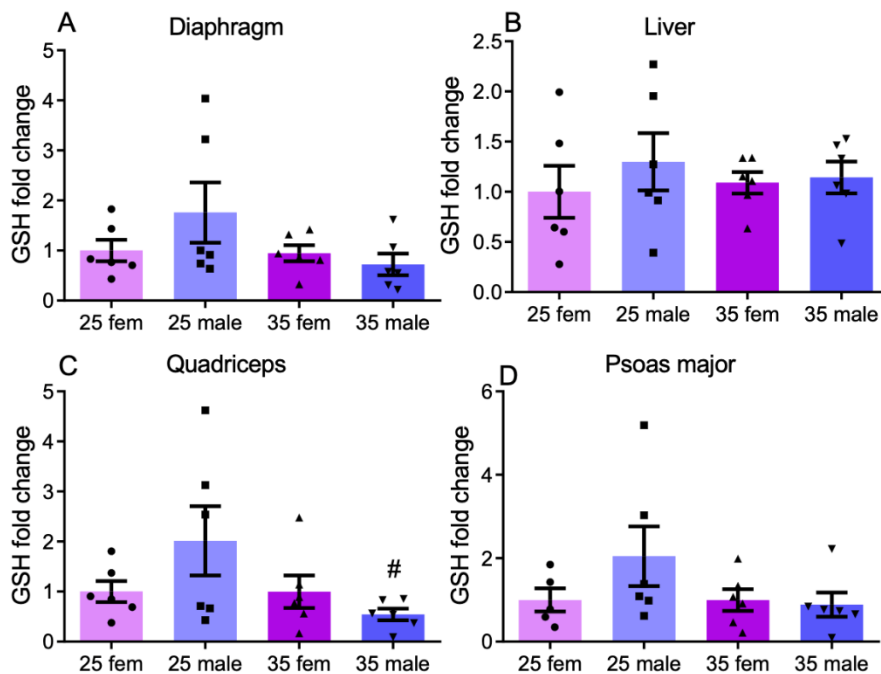 A
Diaphragm
GSH fold change
5
4
3
2
1
0
25 fem 25 male 35 fem 35 male
B
Liver
GSH fold change
2.5
2.0
1.5
1.0
0.5
0.0
25 fem 25 male 35 fem 35 male
C
Quadriceps
GSH fold change
5
4
3
2
1
0
#
25 fem 25 male 35 fem 35 male
D
Psoas major
GSH fold change
6
4
2
0
25 fem 25 male 35 fem 35 male